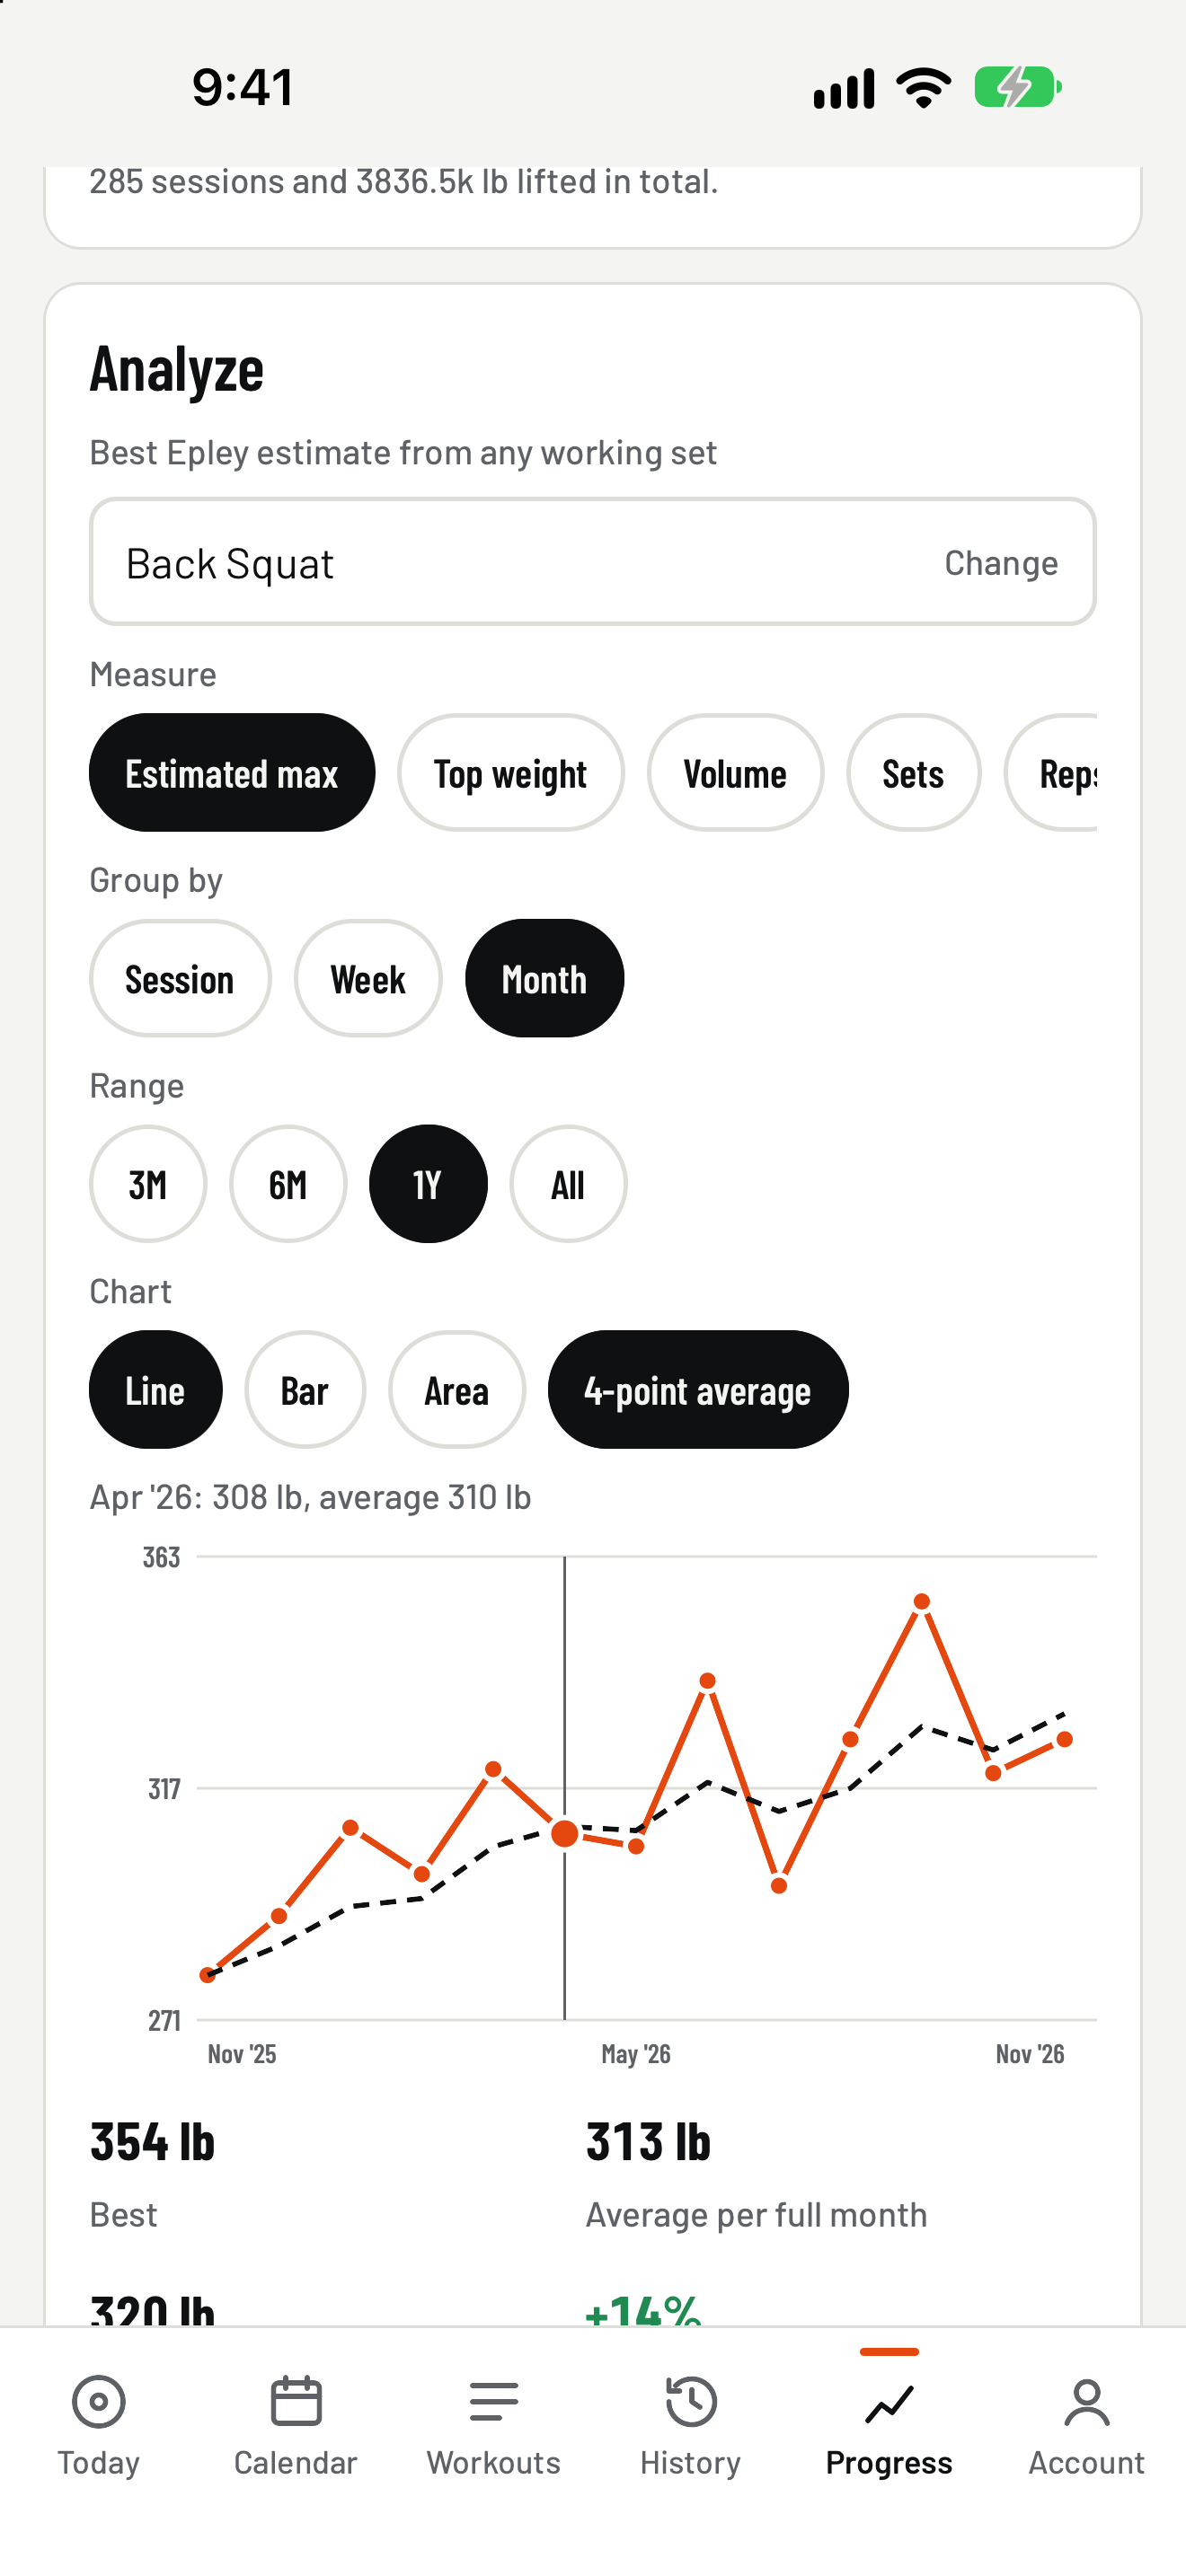 9:41
285 sessions and 3836.5k lb lifted in total.
Analyze
Best Epley estimate from any working set
Back Squat Change
Measure
Estimated max Top weight Volume Sets Reps
Group by
Session Week Month
Range
3M 6M 1Y All
Chart
Line Bar Area 4-point average
Apr '26: 308 lb, average 310 lb
363
317
271
Nov '25 May '26 Nov '26
354 lb 313 lb
Best Average per full month
320 lb +14%
Today Calendar Workouts History Progress Account